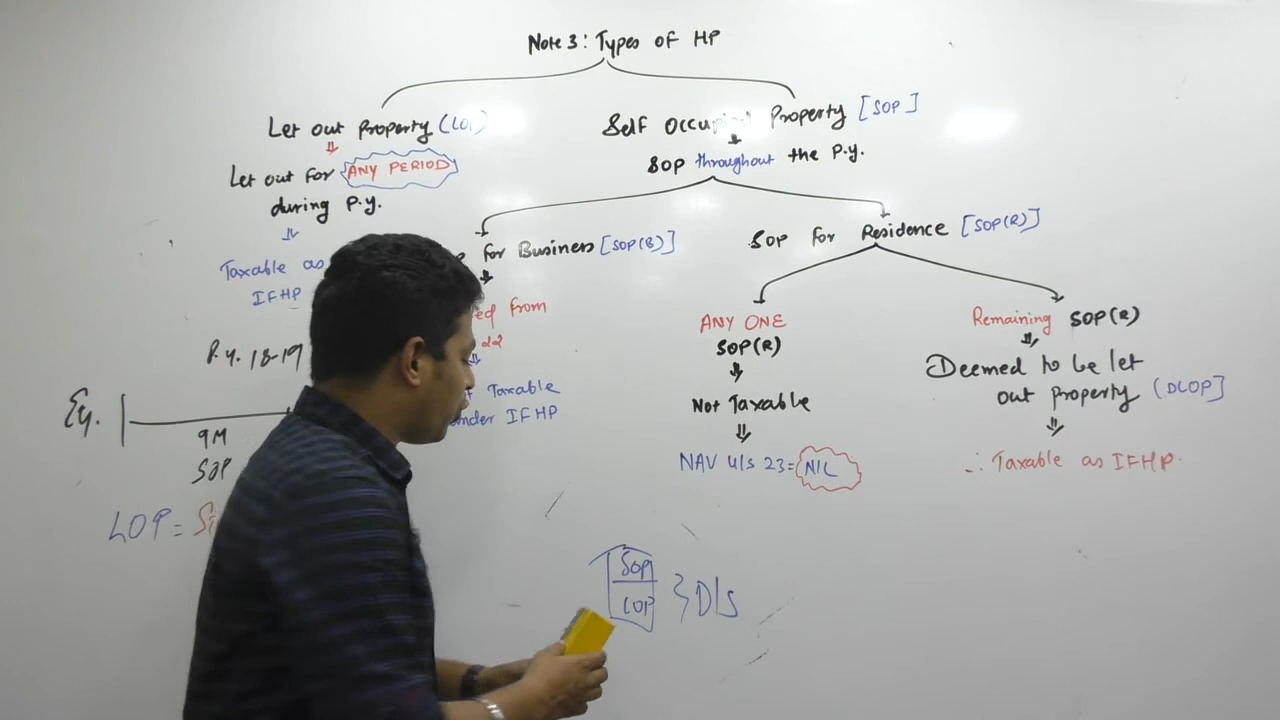 Note 3: Types of HP
Let out Property (LOP)
Let out for ANY PERIOD
during P.Y.
Taxable as
IFHP
P.Y. 18-19
Eg.
9M
SOP
LOP =
Self Occupied Property [SOP]
SOP throughout the P.Y.
for Business [SOP(B)]
from
22
Taxable
under IFHP
SOP for Residence [SOP(R)]
ANY ONE
SOP(R)
Not Taxable
NAV u/s 23 = NIL
Remaining SOP(R)
Deemed to be let
out property (DLOP]
∴ Taxable as IFHP.
SOP
LOP
} D/S